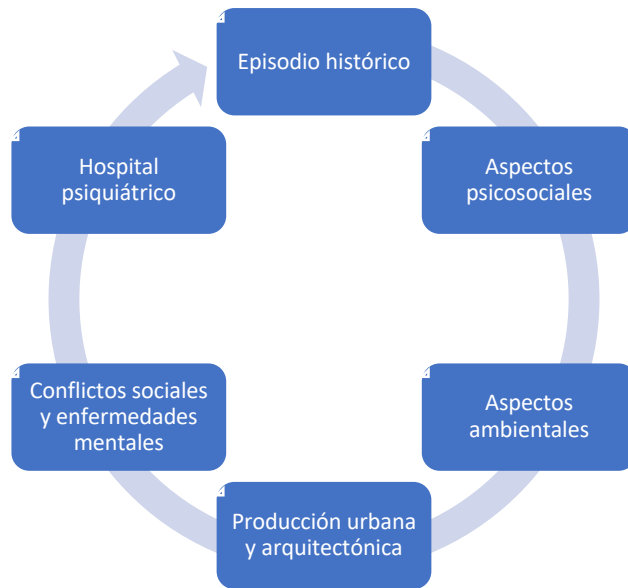 Episodio histórico
Aspectos
psicosociales
Aspectos
ambientales
Producción urbana
y arquitectónica
Conflictos sociales
y enfermedades
mentales
Hospital
psiquiátrico